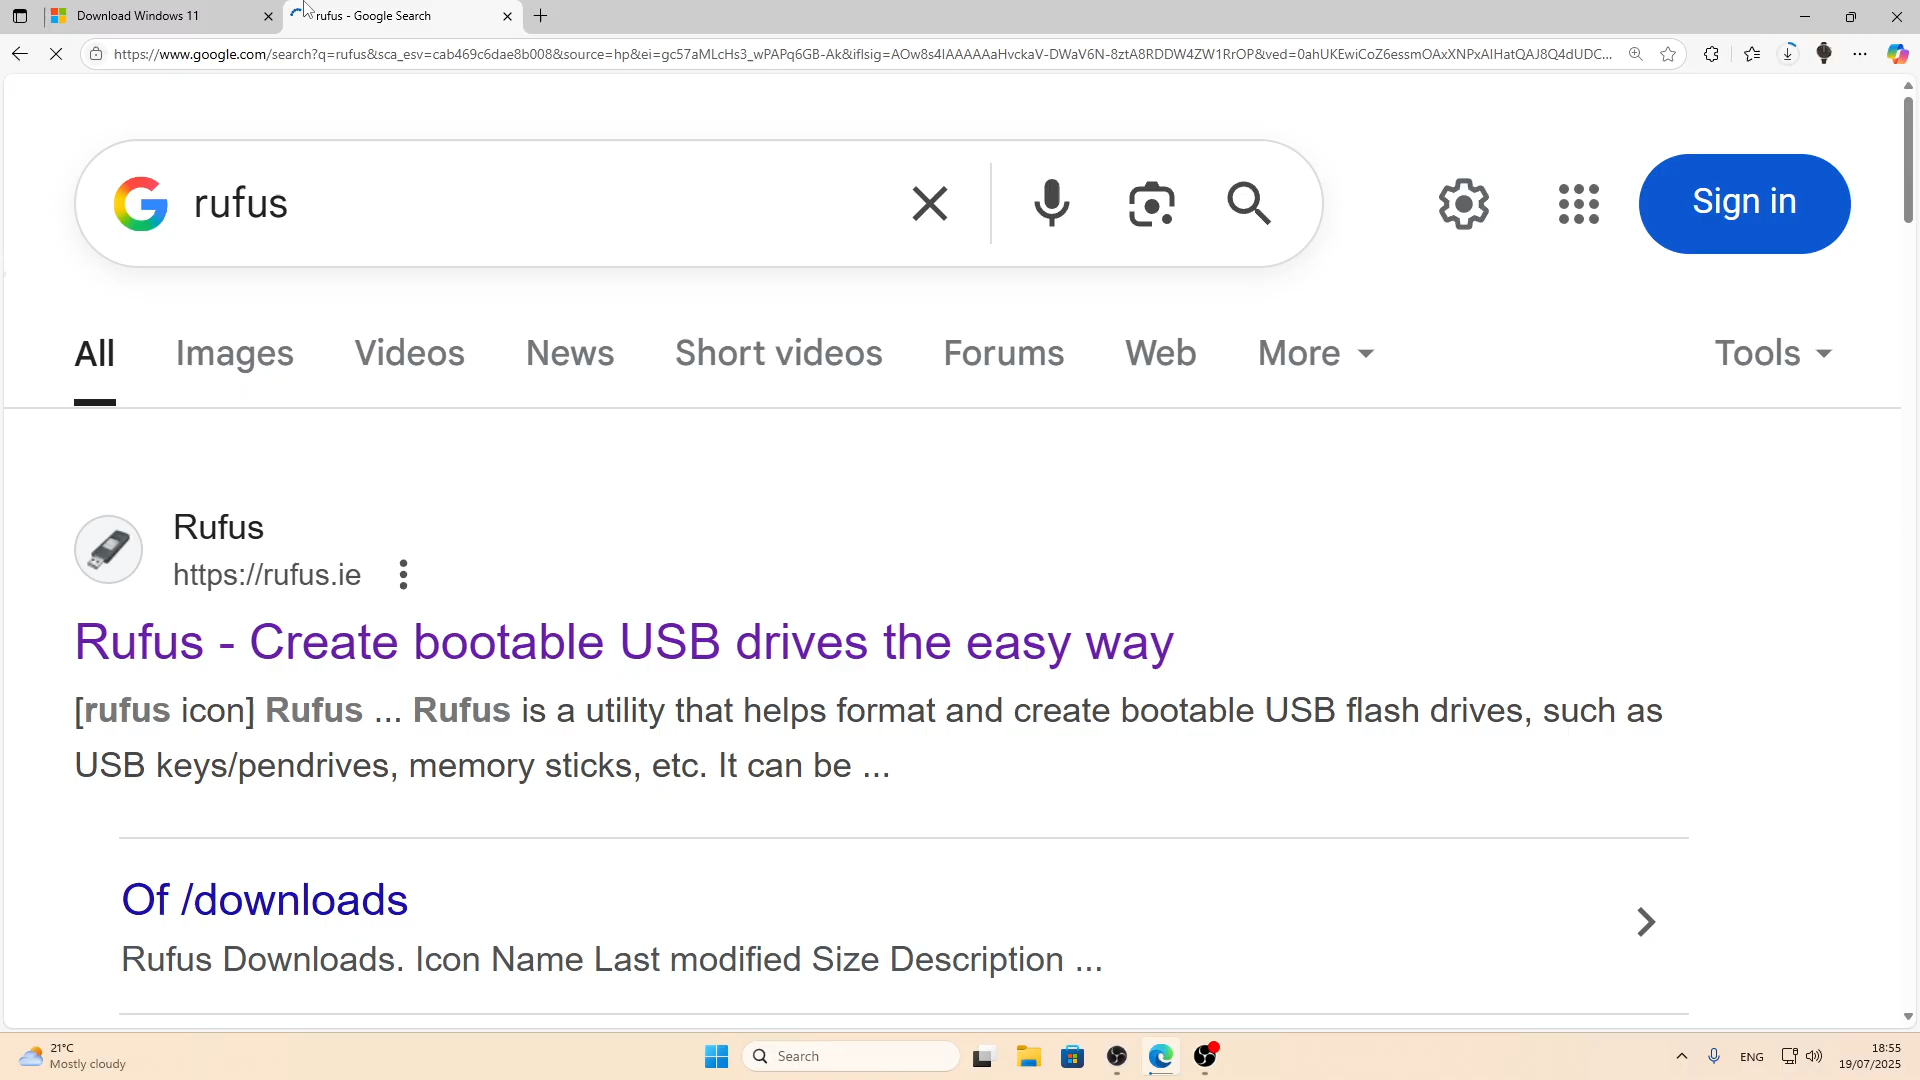 Download Windows 11
rufus - Google Search
https://www.google.com/search?q=rufus&sca_esv=cab469c6dae8b008&source=hp&ei=gc57aMLcHs3_wPAPq6GB-Ak&iflsig=AOw8s4IAAAAAaHvckaV-DWaV6N-8ztA8RDDW4ZW1RrOP&ved=0ahUKEwiCoZ6essmOAxXNPxAIHatQAJ8Q4dUDC...
rufus
Sign in
All Images Videos News Short videos Forums Web More Tools
Rufus
https://rufus.ie
Rufus - Create bootable USB drives the easy way
[rufus icon] Rufus ... Rufus is a utility that helps format and create bootable USB flash drives, such as
USB keys/pendrives, memory sticks, etc. It can be ...
Of /downloads
Rufus Downloads. Icon Name Last modified Size Description ...
21°C
Mostly cloudy
Search
ENG
18:55
19/07/2025